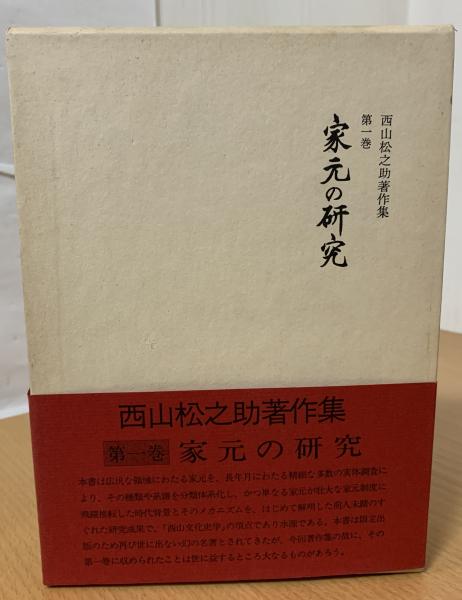 西山松之助著作集
第一巻
家元の研究
西山松之助著作集
第一巻 家元の研究
本書は広汎な領域にわたる家元を、長年月にわたる精細な多数の実体調査に
より、その種類や系譜を分類体系化し、かつ単なる家元が壮大な家元制度に
飛躍推転した時代背景とそのメカニズムを、はじめて解明した前人未踏のす
ぐれた研究成果で、「西山文化史学」の頂点であり水源である。本書は限定出
版のため再び世に出ない幻の名著とされてきたが、今回著作集の故に、その
第一巻に収められたことは世に益するところ大なるものがあろう。